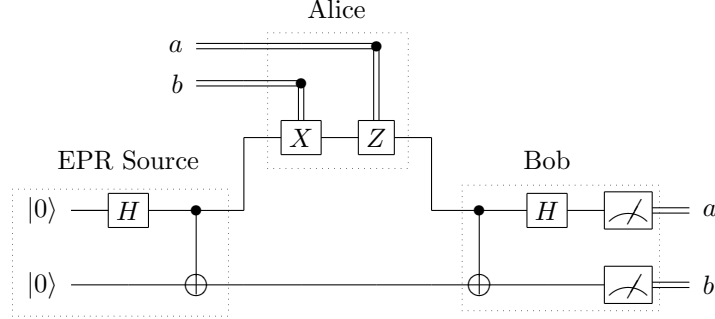 Alice
a
b
X Z
EPR Source
Bob
|0⟩ H H a
|0⟩ b